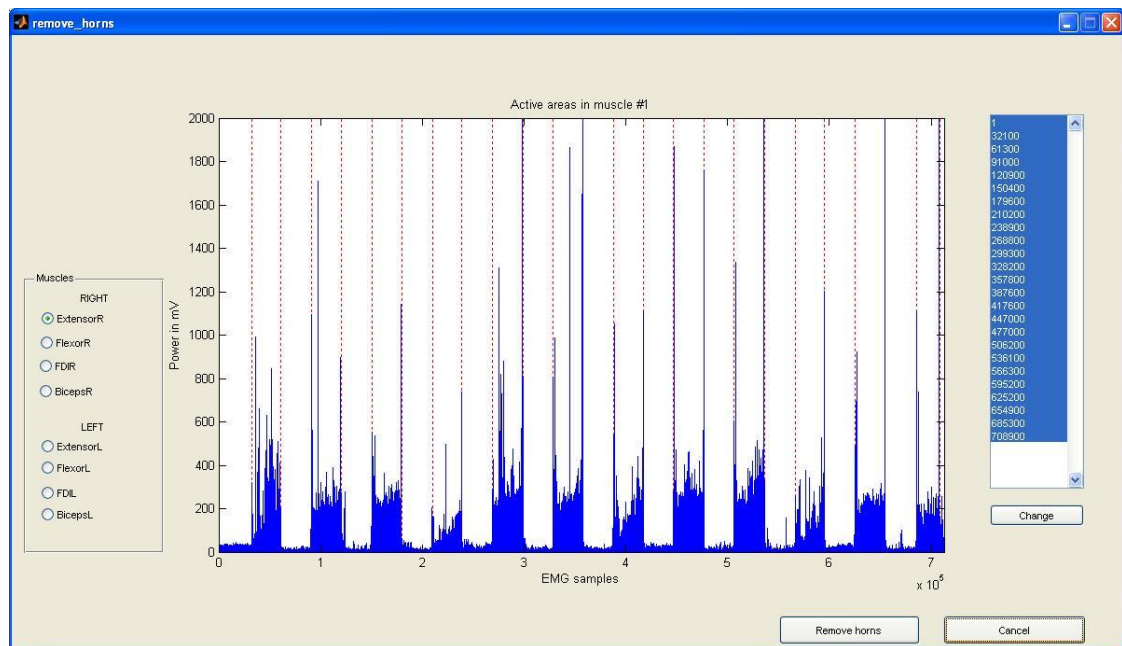 remove_horns
Active areas in muscle #1
Muscles
RIGHT
ExtensorR
FlexorR
FDIR
BicepsR
LEFT
ExtensorL
FlexorL
FDIL
BicepsL
Power in mV
2000
1800
1600
1400
1200
1000
800
600
400
200
0
0 1 2 3 4 5 6 7
x 10^5
EMG samples
1
32100
61300
91000
120900
150400
179600
210200
238900
268800
299300
328200
357800
387600
417600
447000
477000
506200
536100
566300
595200
625200
654900
685300
708900
Change
Remove horns
Cancel